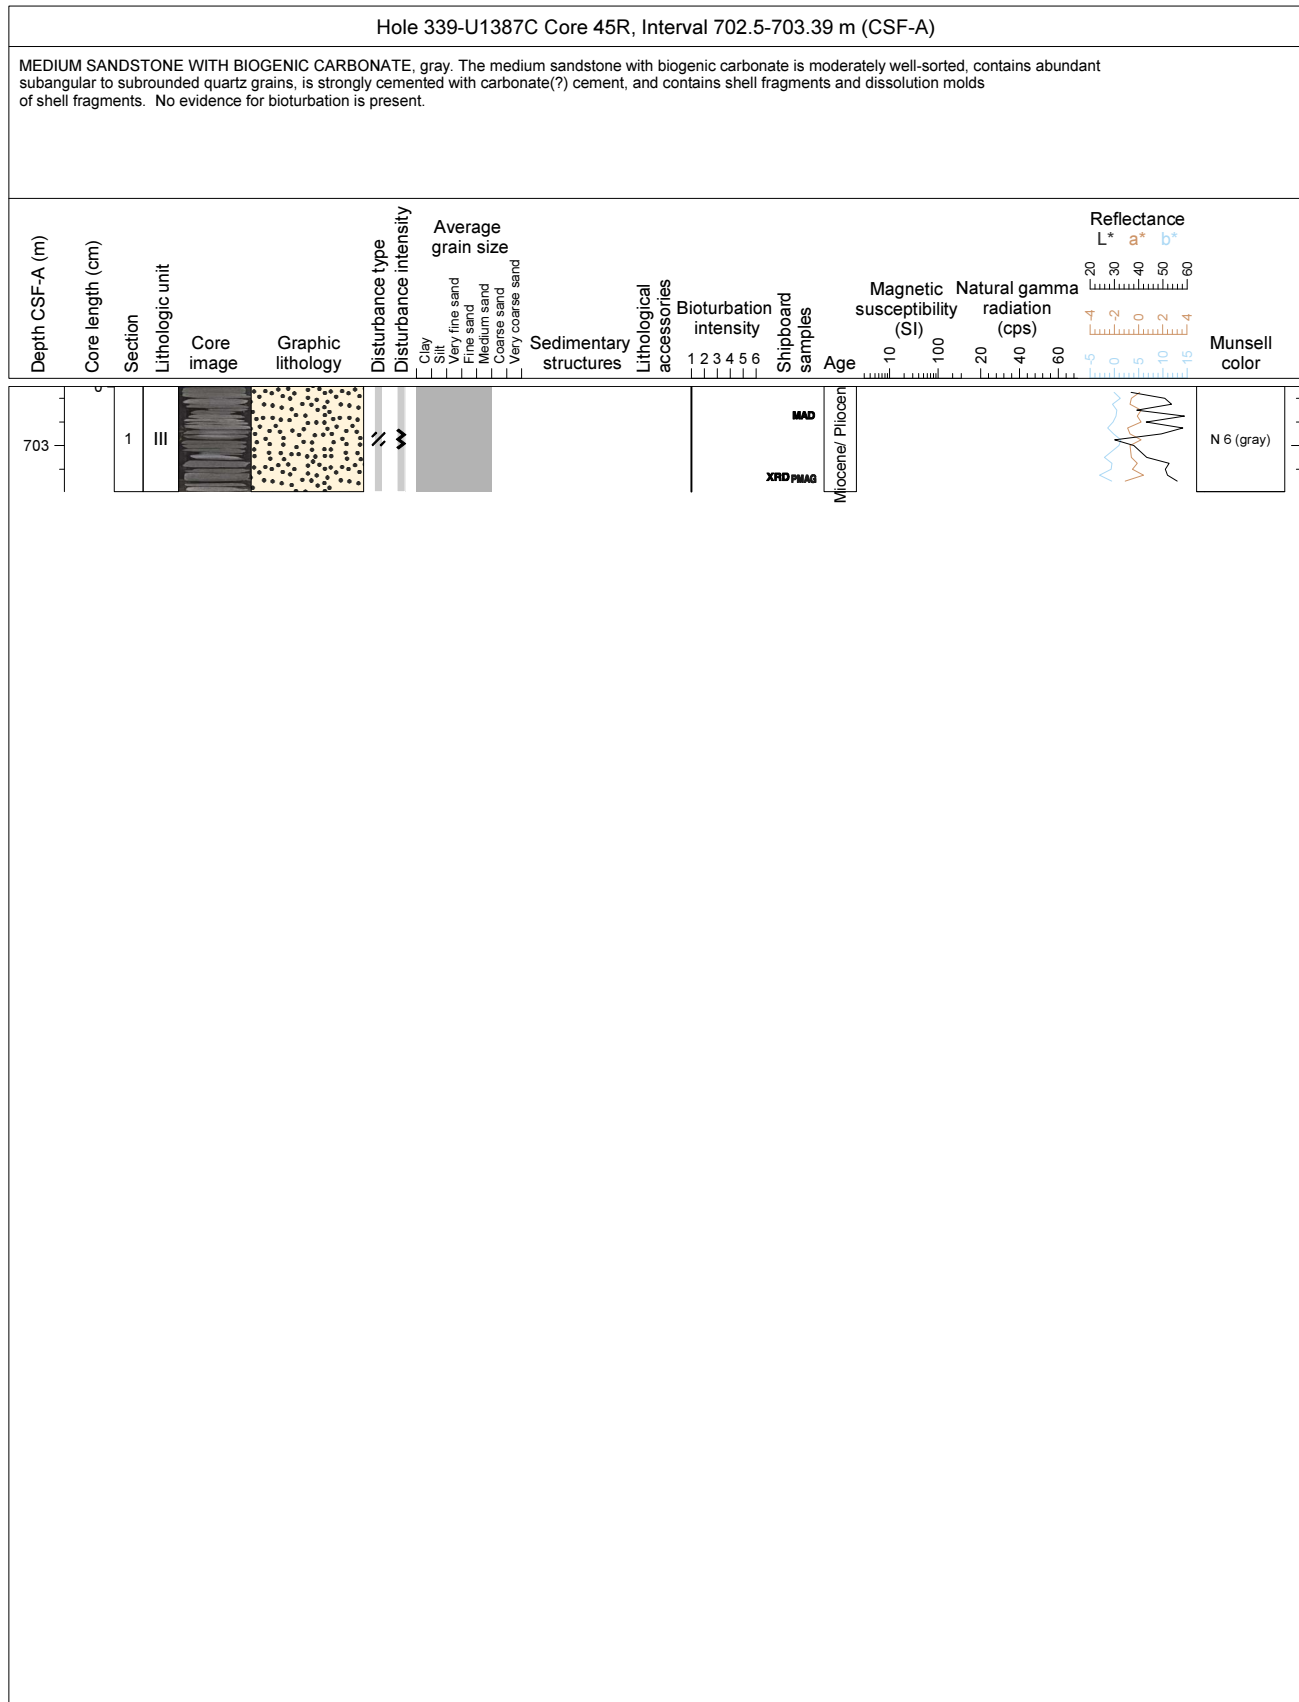 Hole 339-U1387C Core 45R, Interval 702.5-703.39 m (CSF-A)
MEDIUM SANDSTONE WITH BIOGENIC CARBONATE, gray. The medium sandstone with biogenic carbonate is moderately well-sorted, contains abundant
subangular to subrounded quartz grains, is strongly cemented with carbonate(?) cement, and contains shell fragments and dissolution molds
of shell fragments. No evidence for bioturbation is present.
Depth CSF-A (m)
Core length (cm)
Section
Lithologic unit
Core
image
Graphic
lithology
Disturbance type
Disturbance intensity
Average
grain size
Clay
Silt
Very fine sand
Fine sand
Medium sand
Coarse sand
Very coarse sand
Sedimentary
structures
Lithological
accessories
Bioturbation
intensity
1 2 3 4 5 6
Shipboard
samples
Age
Magnetic
susceptibility
(SI)
10 100
Natural gamma
radiation
(cps)
20 40 60
Reflectance
L* a* b*
20 30 40 50 60
-4 -2 0 2 4
-5 0 5 10 15
Munsell
color
703
1
III
MAD
XRD PMAG
Miocene/ Pliocen
N 6 (gray)